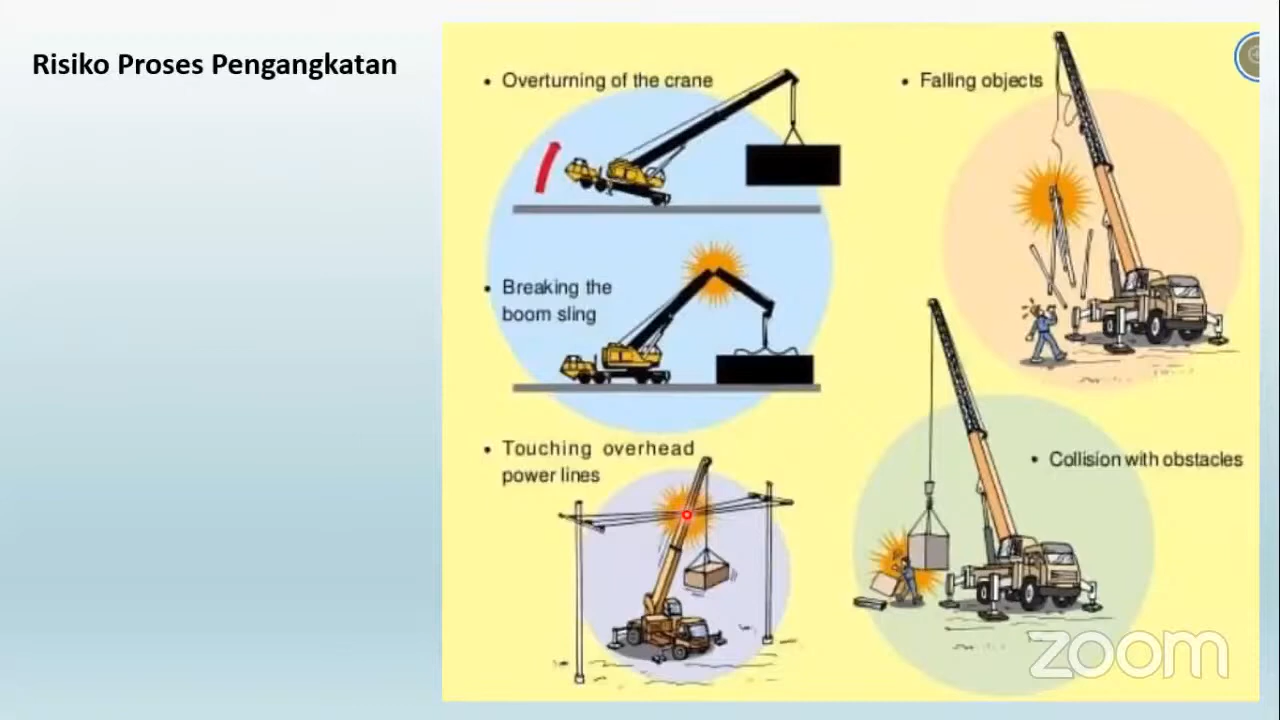 Risiko Proses Pengangkatan
• Overturning of the crane
• Breaking the
boom sling
• Touching overhead
power lines
• Falling objects
• Collision with obstacles
zoom